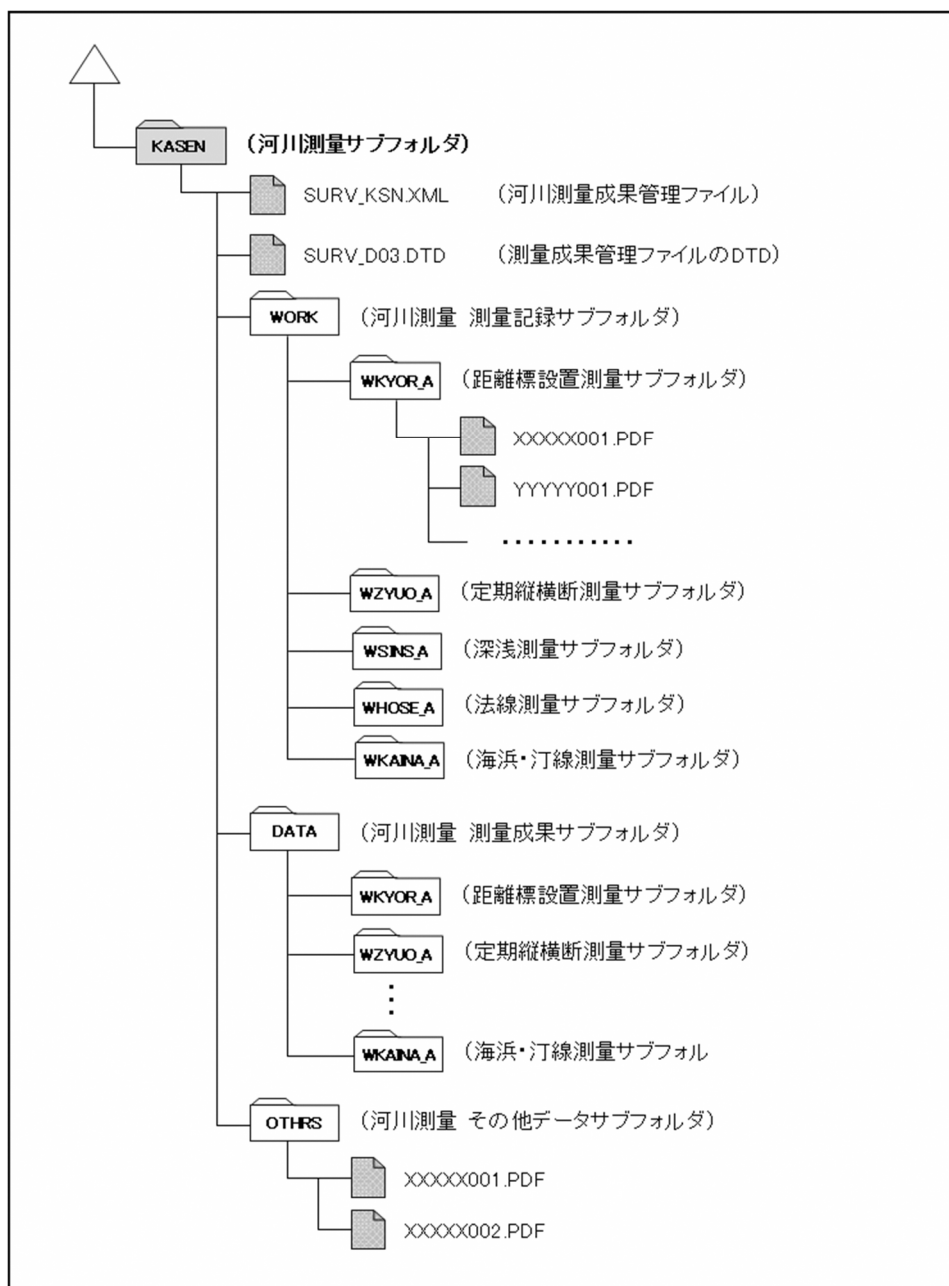 KASEN (河川測量サブフォルダ)
SURV_KSN.XML (河川測量成果管理ファイル)
SURV_D03.DTD (測量成果管理ファイルのDTD)
WORK (河川測量 測量記録サブフォルダ)
WKYOR_A (距離標設置測量サブフォルダ)
XXXXX001.PDF
YYYYY001.PDF
・・・・・・・・・・・・
WZYUO_A (定期縦横断測量サブフォルダ)
WSINS_A (深浅測量サブフォルダ)
WHOSE_A (法線測量サブフォルダ)
WKAINA_A (海浜・汀線測量サブフォルダ)
DATA (河川測量 測量成果サブフォルダ)
WKYOR_A (距離標設置測量サブフォルダ)
WZYUO_A (定期縦横断測量サブフォルダ)
WKAINA_A (海浜・汀線測量サブフォル
OTHRS (河川測量 その他データサブフォルダ)
XXXXX001.PDF
XXXXX002.PDF